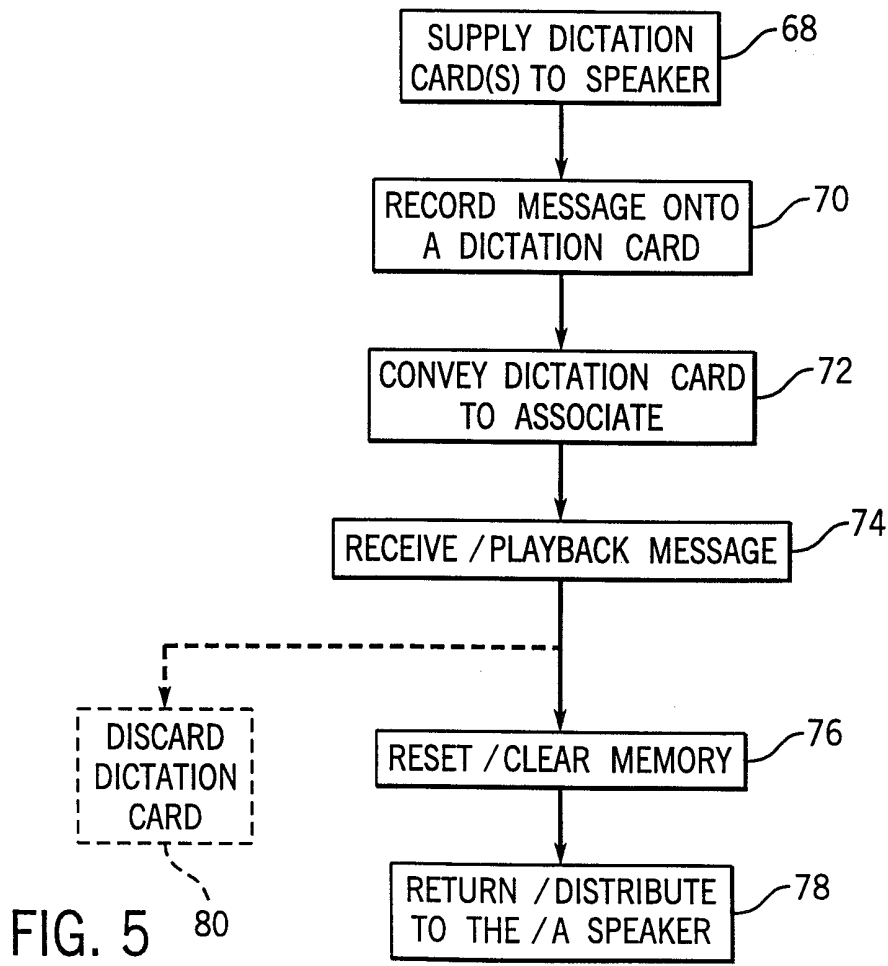 SUPPLY DICTATION
CARD(S) TO SPEAKER
68
RECORD MESSAGE ONTO
A DICTATION CARD
70
CONVEY DICTATION CARD
TO ASSOCIATE
72
RECEIVE / PLAYBACK MESSAGE
74
DISCARD
DICTATION
CARD
80
RESET / CLEAR MEMORY
76
RETURN / DISTRIBUTE
TO THE / A SPEAKER
78
FIG. 5